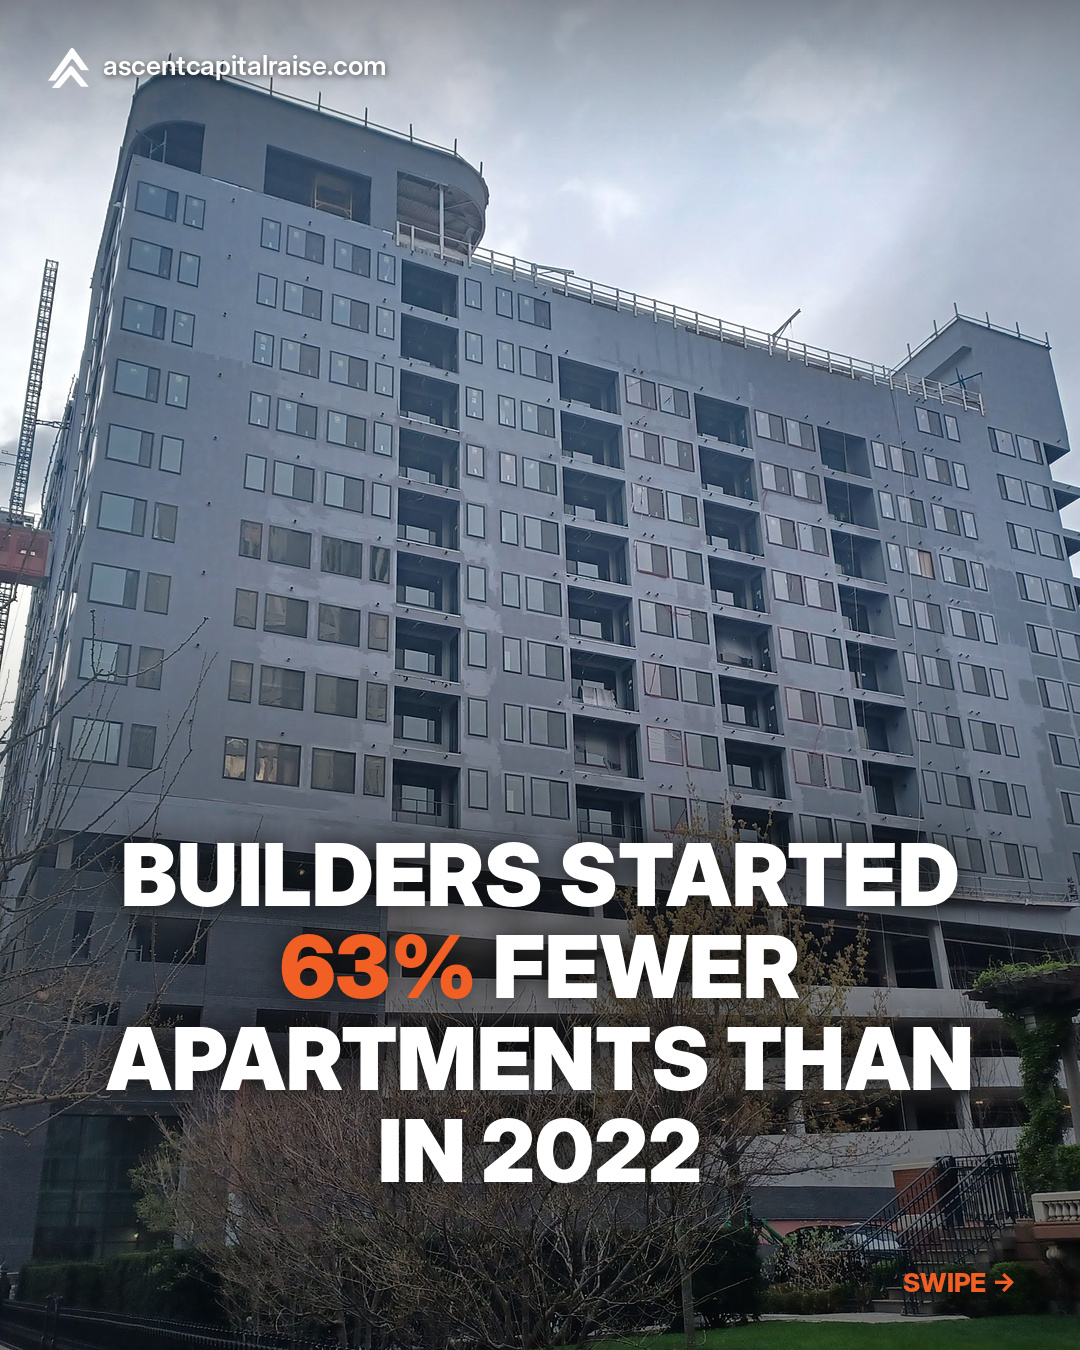 ascentcapitalraise.com
BUILDERS STARTED
63% FEWER
APARTMENTS THAN
IN 2022
SWIPE →